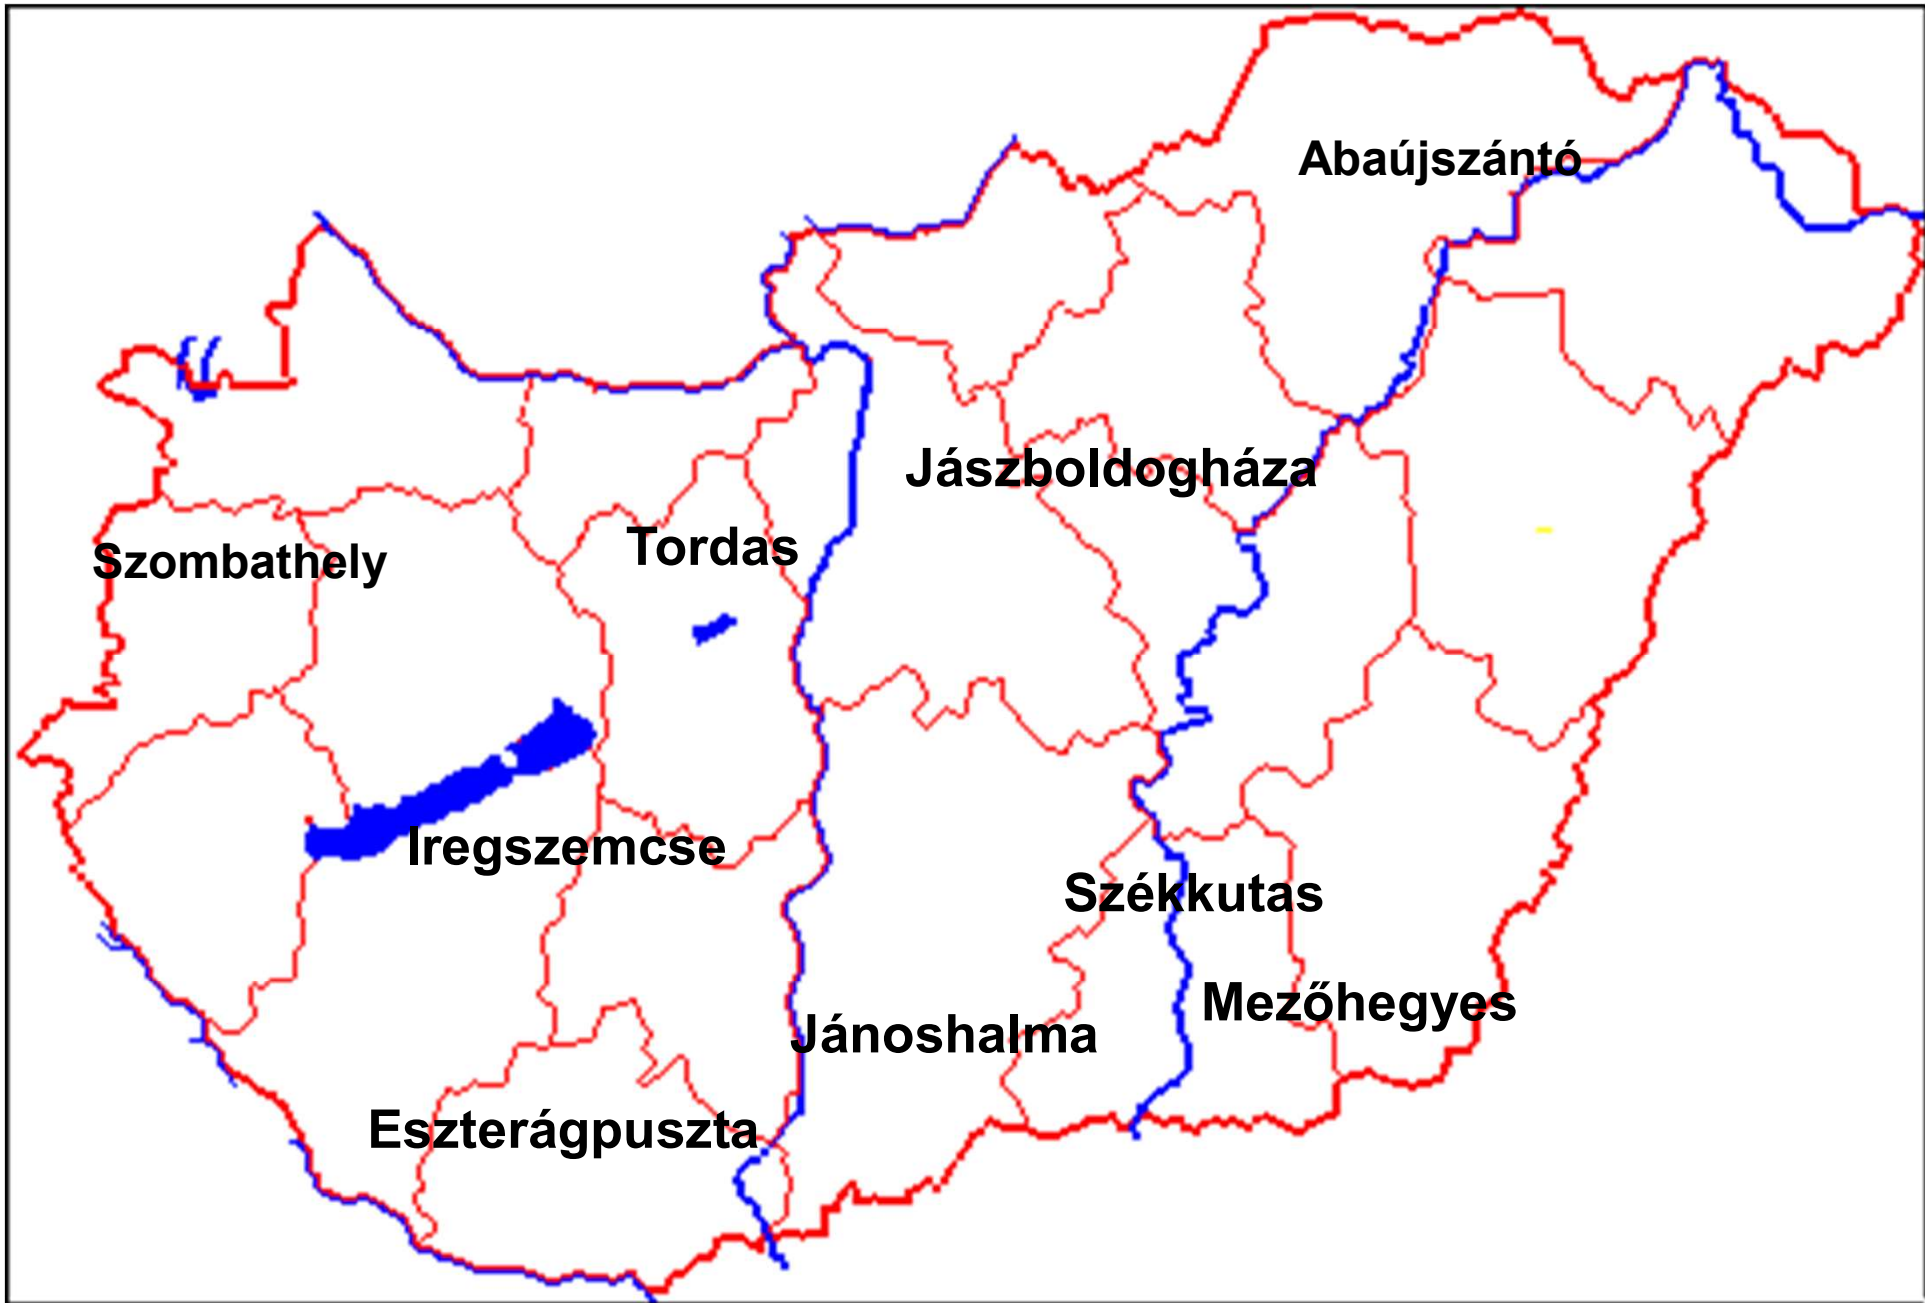 Abaújszántó
Jászboldogháza
Tordas
Szombathely
Iregszemcse
Székkutas
Mezőhegyes
Jánoshalma
Eszterágpuszta